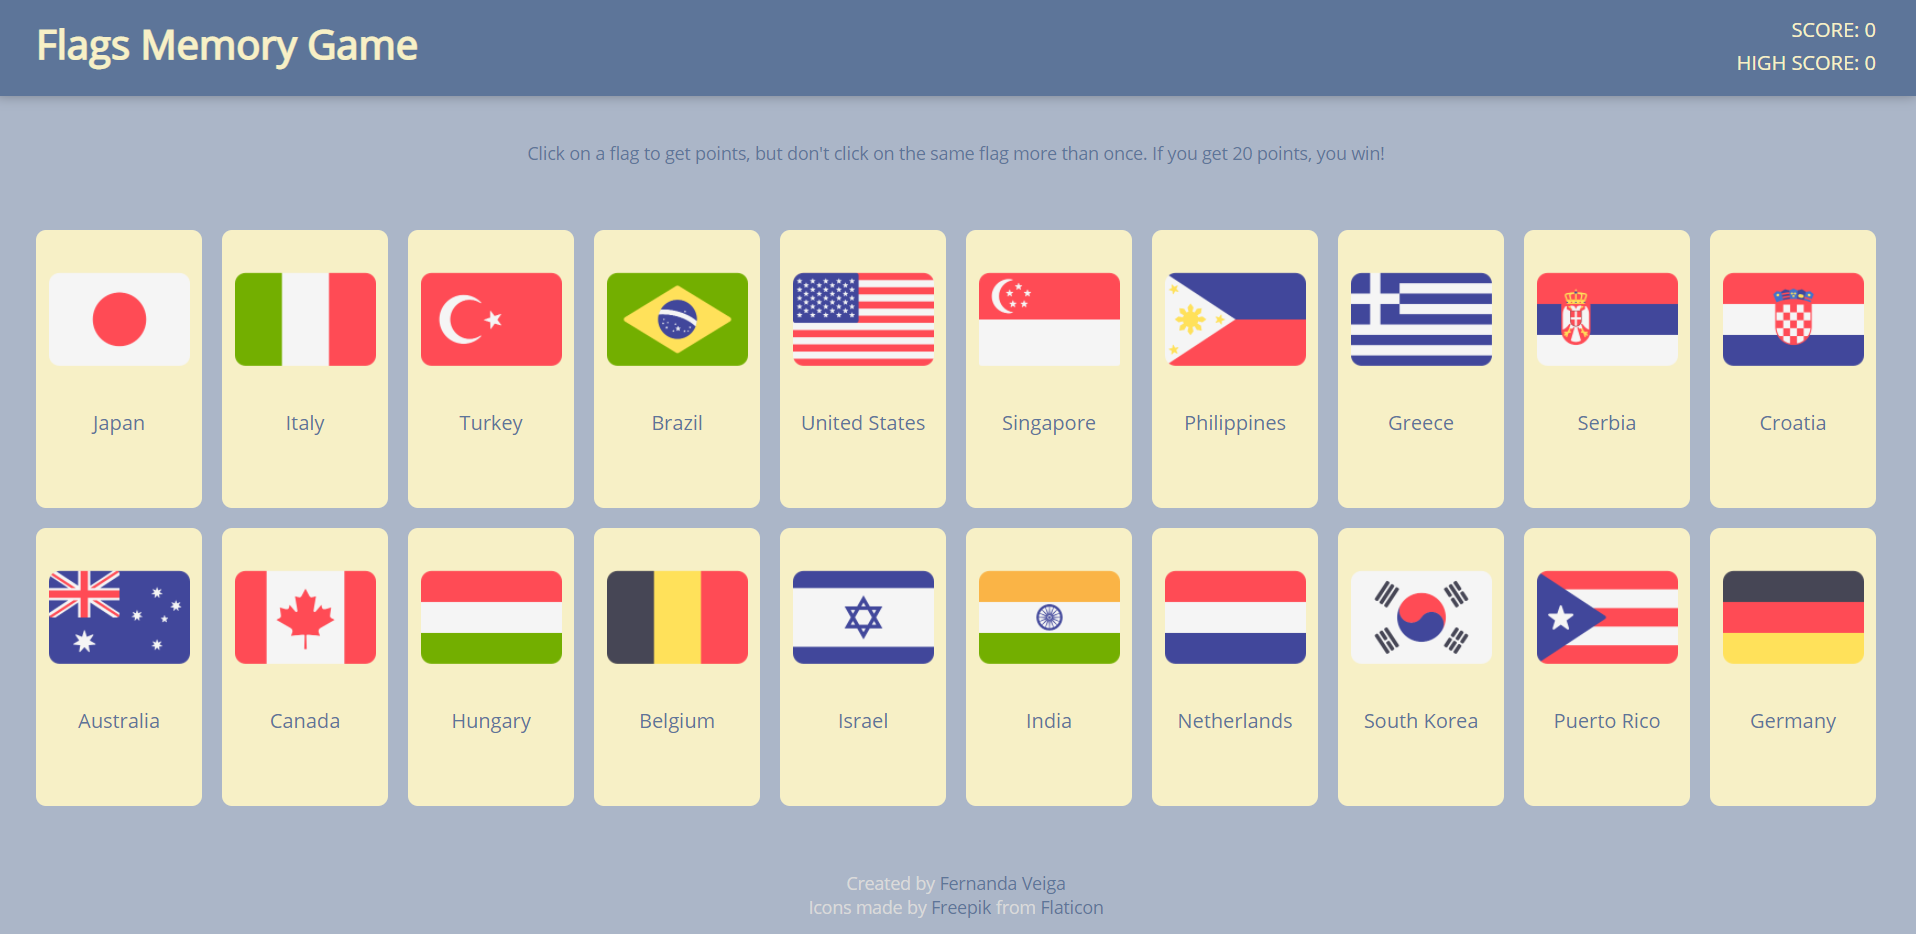 Flags Memory Game
SCORE: 0
HIGH SCORE: 0
Click on a flag to get points, but don't click on the same flag more than once. If you get 20 points, you win!
Japan
Italy
Turkey
Brazil
United States
Singapore
Philippines
Greece
Serbia
Croatia
Australia
Canada
Hungary
Belgium
Israel
India
Netherlands
South Korea
Puerto Rico
Germany
Created by Fernanda Veiga
Icons made by Freepik from Flaticon